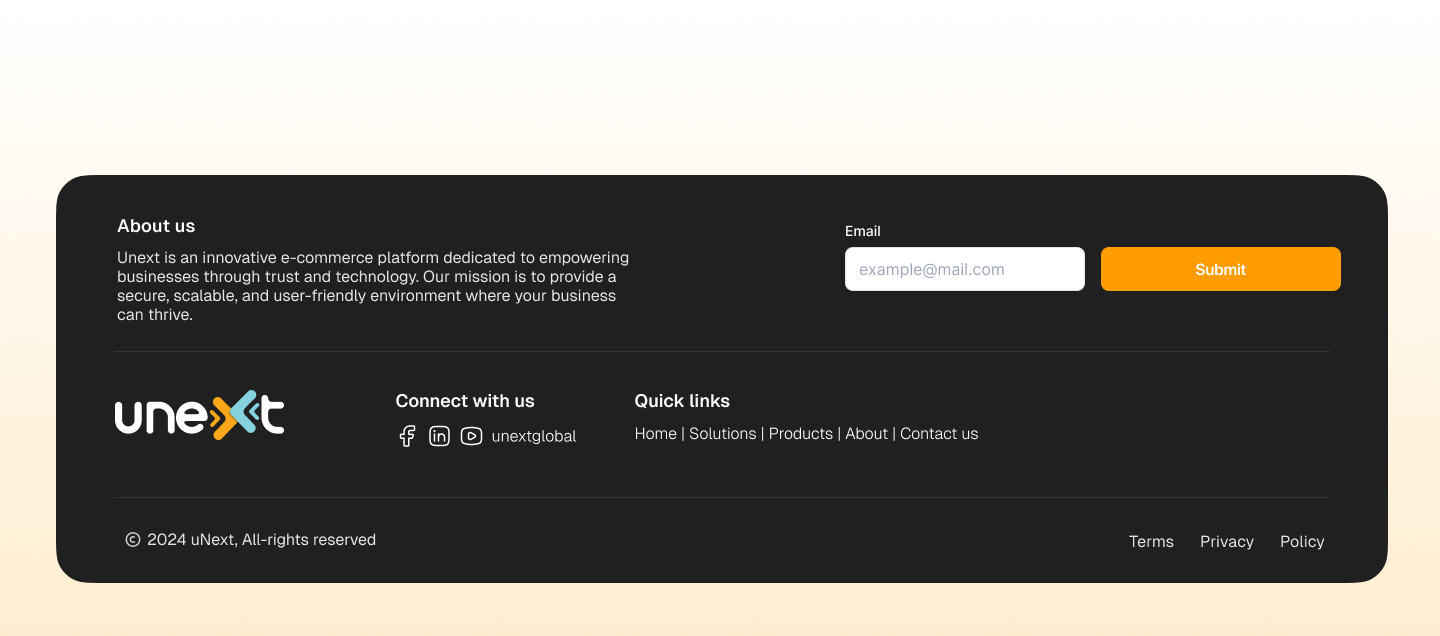 About us
Unext is an innovative e-commerce platform dedicated to empowering
businesses through trust and technology. Our mission is to provide a
secure, scalable, and user-friendly environment where your business
can thrive.
Email
example@mail.com
Submit
unext
Connect with us
unextglobal
Quick links
Home | Solutions | Products | About | Contact us
© 2024 uNext, All-rights reserved
Terms Privacy Policy